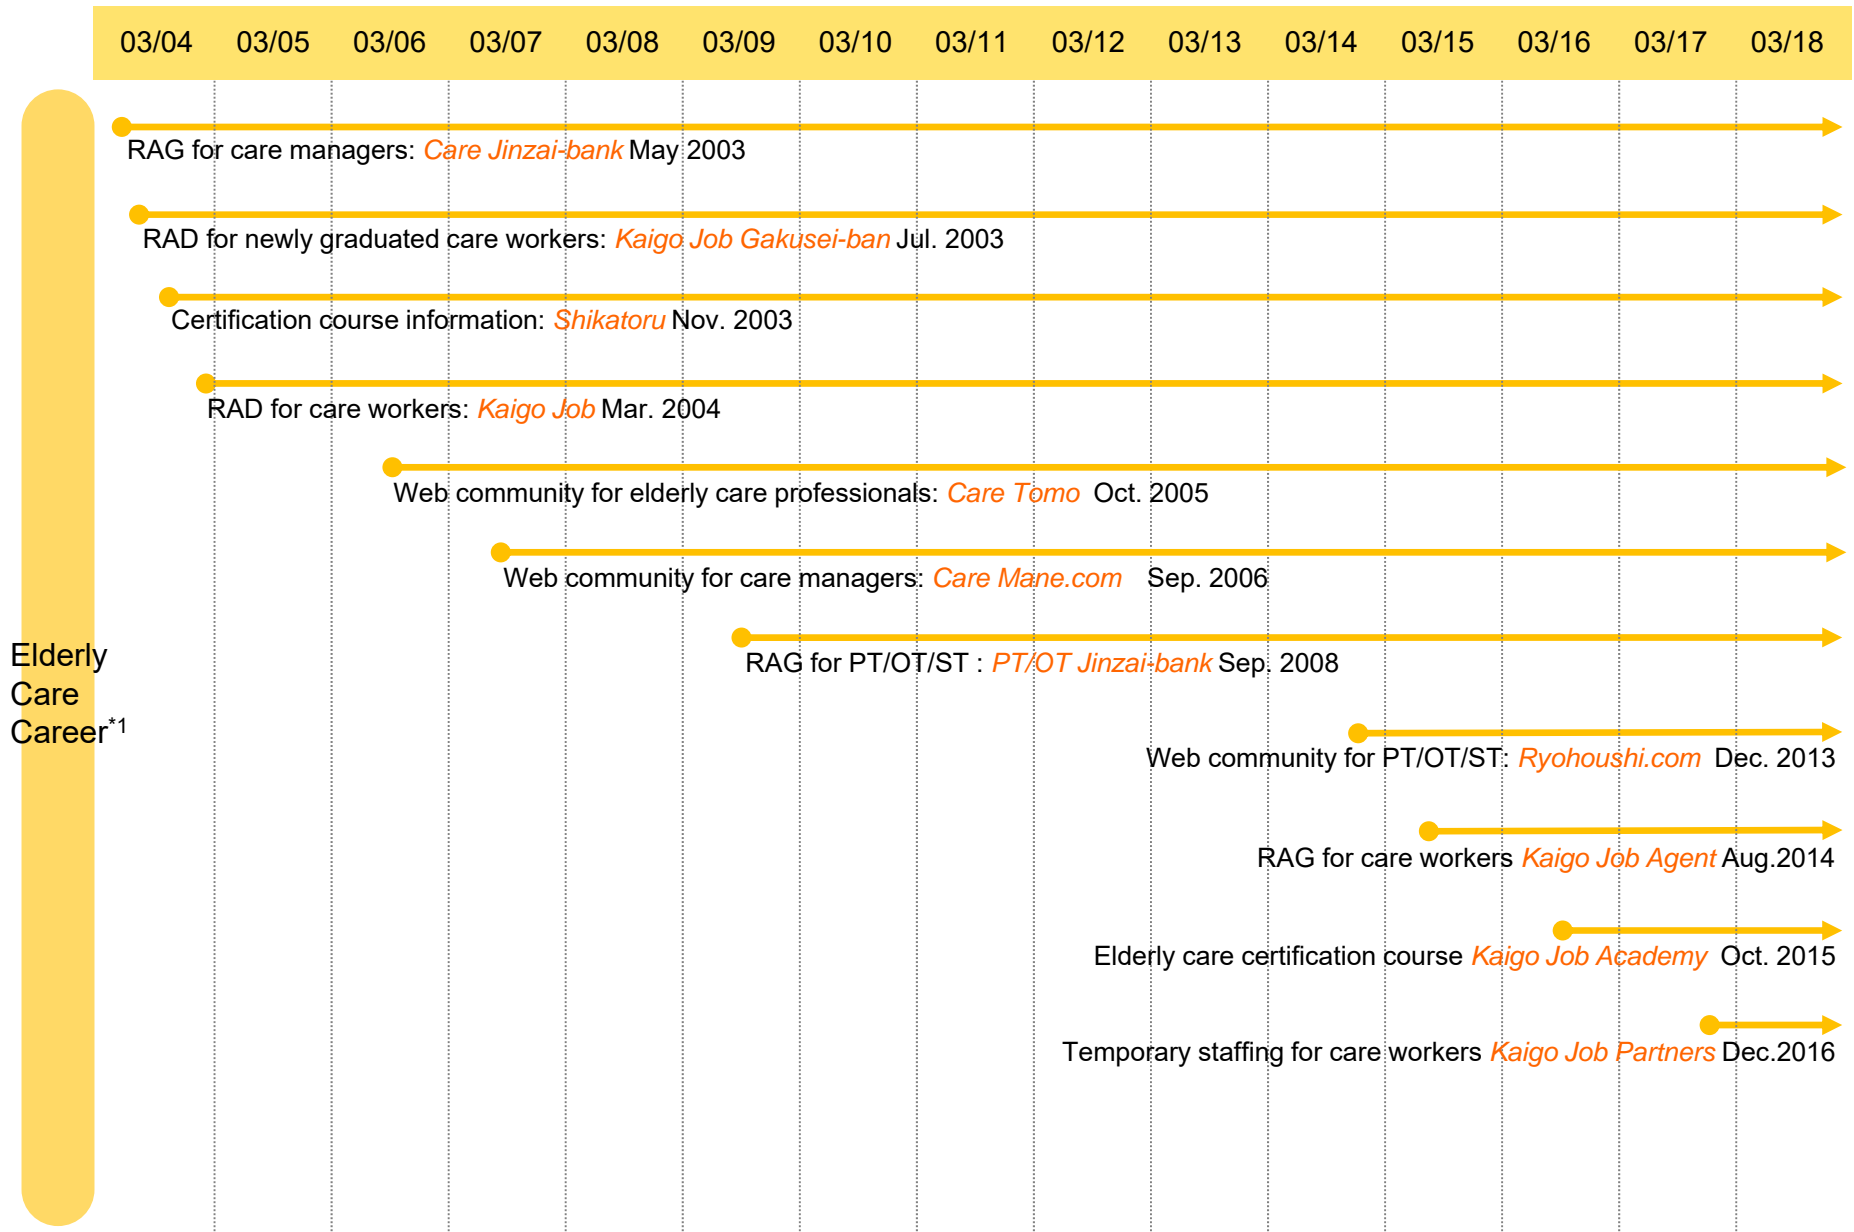 03/04 03/05 03/06 03/07 03/08 03/09 03/10 03/11 03/12 03/13 03/14 03/15 03/16 03/17 03/18
RAG for care managers: Care Jinzai-bank May 2003
RAD for newly graduated care workers: Kaigo Job Gakusei-ban Jul. 2003
Certification course information: Shikatoru Nov. 2003
RAD for care workers: Kaigo Job Mar. 2004
Web community for elderly care professionals: Care Tomo Oct. 2005
Web community for care managers: Care Mane.com Sep. 2006
RAG for PT/OT/ST : PT/OT Jinzai-bank Sep. 2008
Elderly
Care
Career*1
Web community for PT/OT/ST: Ryohoushi.com Dec. 2013
RAG for care workers Kaigo Job Agent Aug.2014
Elderly care certification course Kaigo Job Academy Oct. 2015
Temporary staffing for care workers Kaigo Job Partners Dec.2016